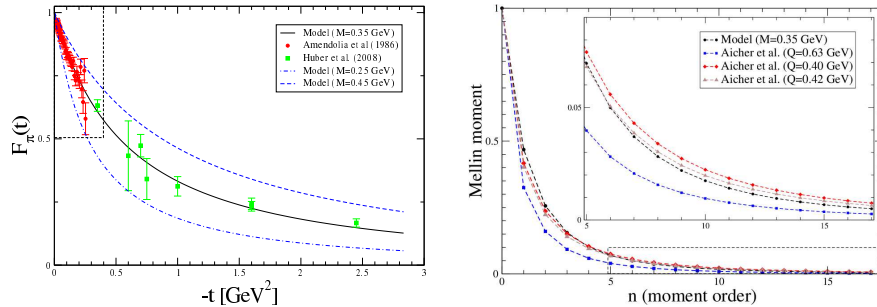 1
0.5
0
0
0.5
1
1.5
2
2.5
3
F_π(t)
-t [GeV²]
Model (M=0.35 GeV)
Amendolia et al (1986)
Huber et al. (2008)
Model (M=0.25 GeV)
Model (M=0.45 GeV)
1
0.5
0
0
5
10
15
Mellin moment
n (moment order)
0.05
0
5
10
15
Model (M=0.35 GeV)
Aicher et al. (Q=0.63 GeV)
Aicher et al. (Q=0.40 GeV)
Aicher et al. (Q=0.42 GeV)